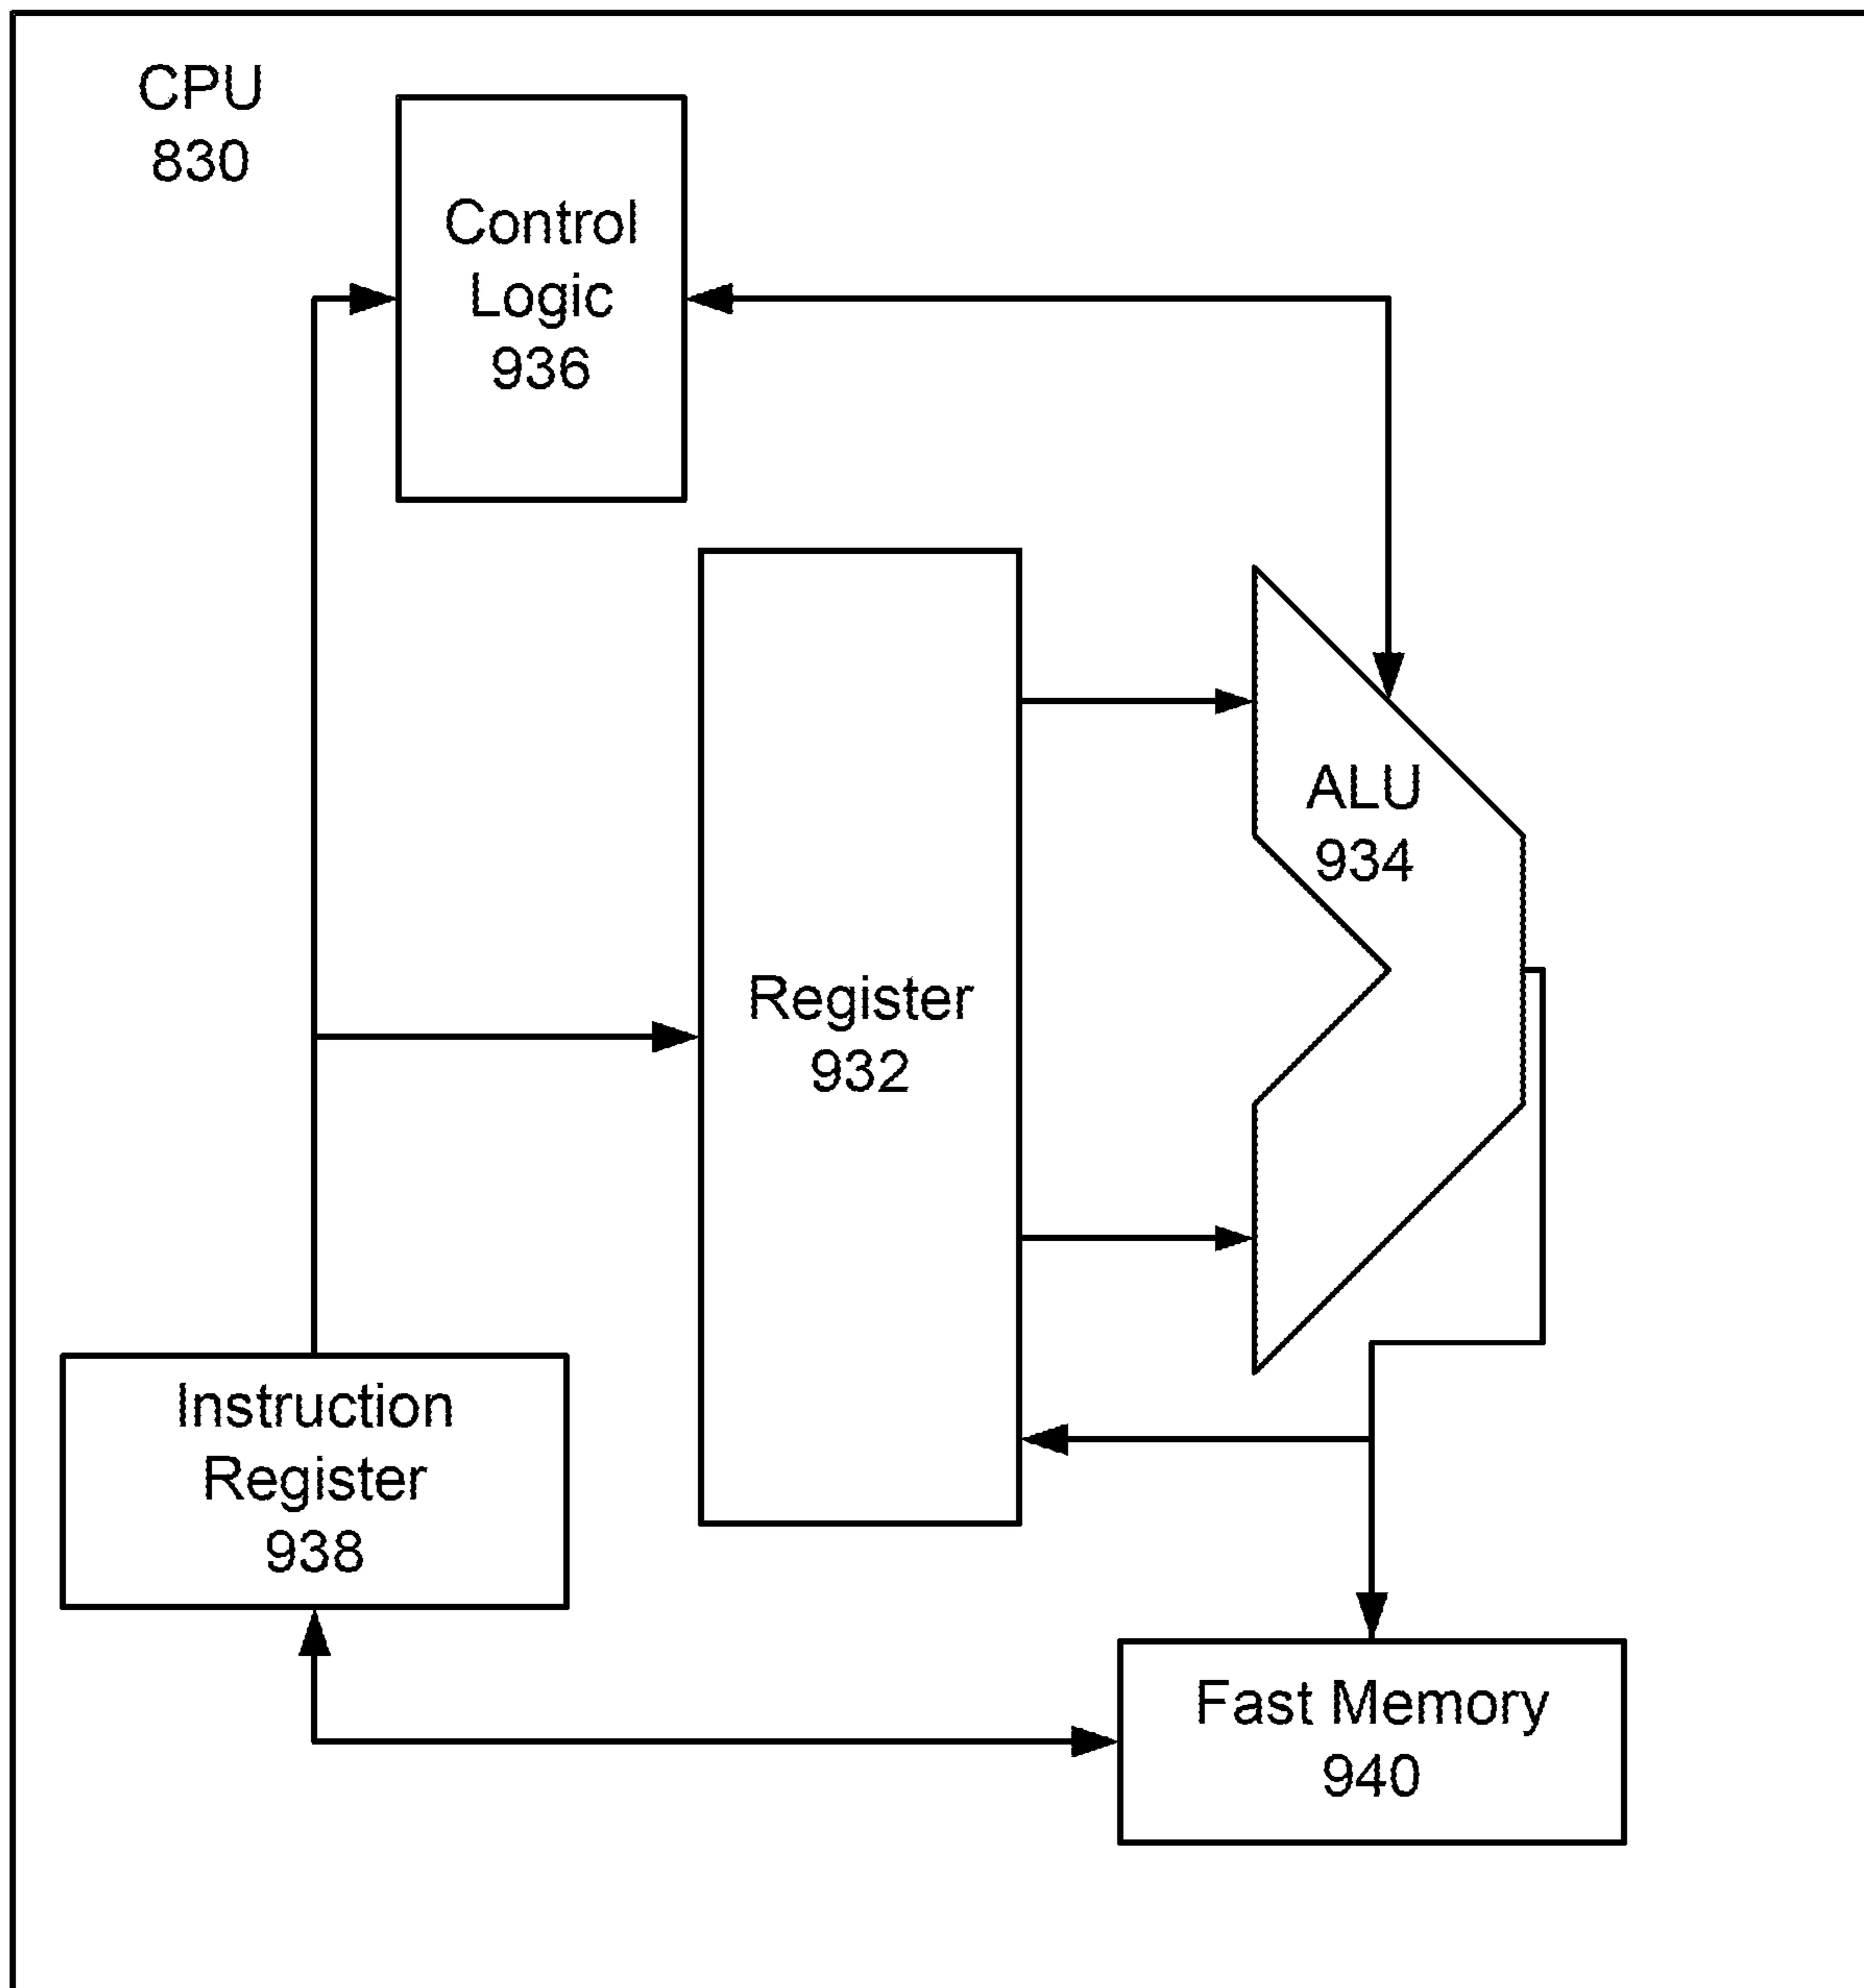 CPU
830
Control
Logic
936
ALU
934
Register
932
Instruction
Register
938
Fast Memory
940